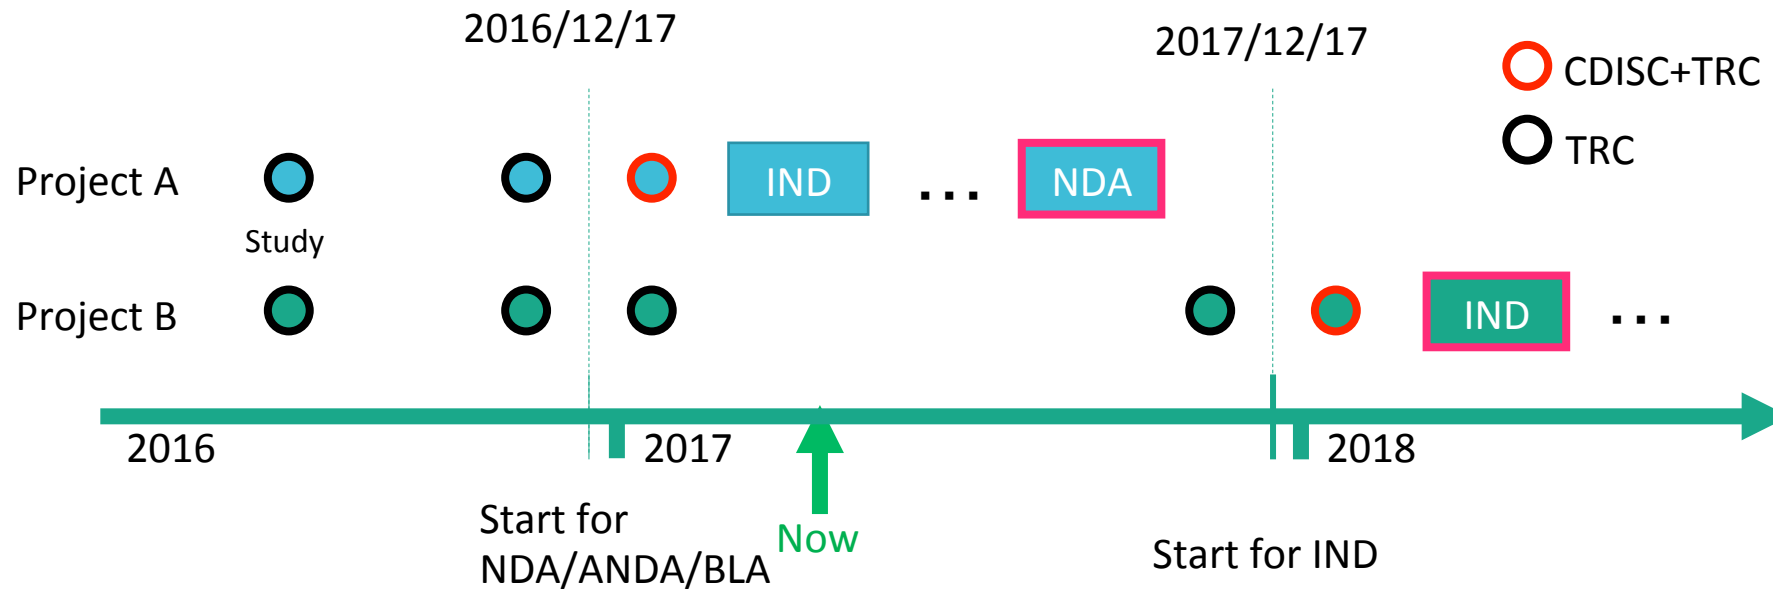 2016/12/17
2017/12/17
CDISC+TRC
TRC
Project A
IND
...
NDA
Study
Project B
IND
...
2016
2017
2018
Start for
NDA/ANDA/BLA
Now
Start for IND